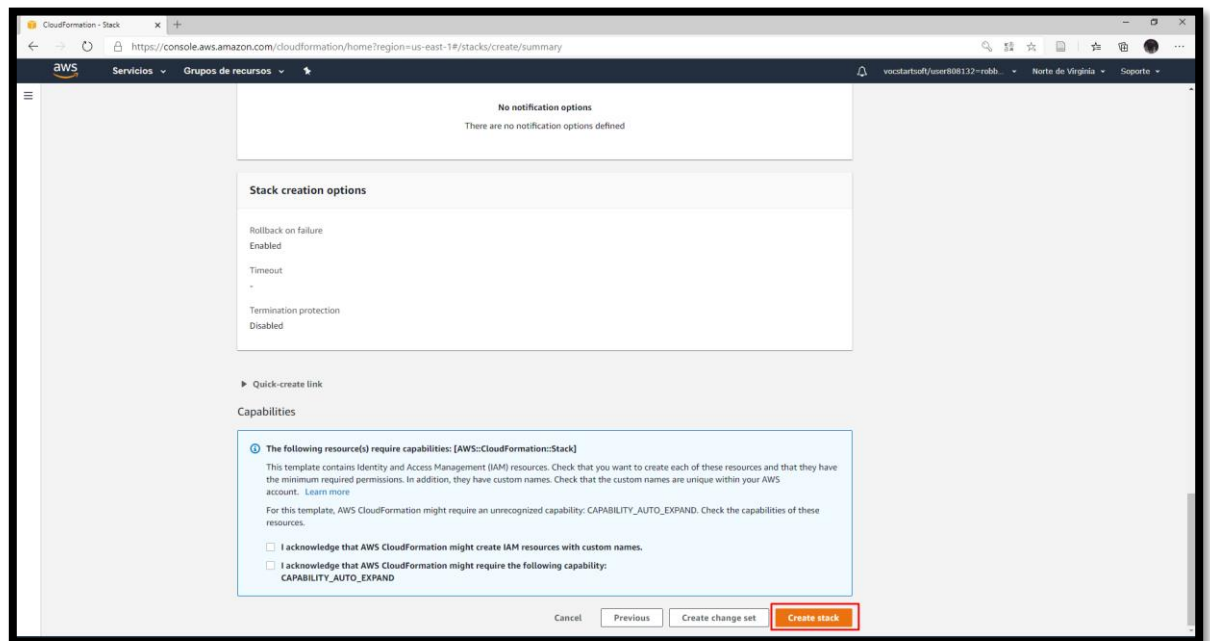 CloudFormation - Stack
https://console.aws.amazon.com/cloudformation/home?region=us-east-1#/stacks/create/summary
aws Servicios Grupos de recursos vocstartsoft/user808132=robb... Norte de Virginia Soporte
No notification options
There are no notification options defined
Stack creation options
Rollback on failure
Enabled
Timeout
-
Termination protection
Disabled
Quick-create link
Capabilities
The following resource(s) require capabilities: [AWS::CloudFormation::Stack]
This template contains Identity and Access Management (IAM) resources. Check that you want to create each of these resources and that they have
the minimum required permissions. In addition, they have custom names. Check that the custom names are unique within your AWS
account. Learn more
For this template, AWS CloudFormation might require an unrecognized capability: CAPABILITY_AUTO_EXPAND. Check the capabilities of these
resources.
I acknowledge that AWS CloudFormation might create IAM resources with custom names.
I acknowledge that AWS CloudFormation might require the following capability:
CAPABILITY_AUTO_EXPAND
Cancel Previous Create change set Create stack